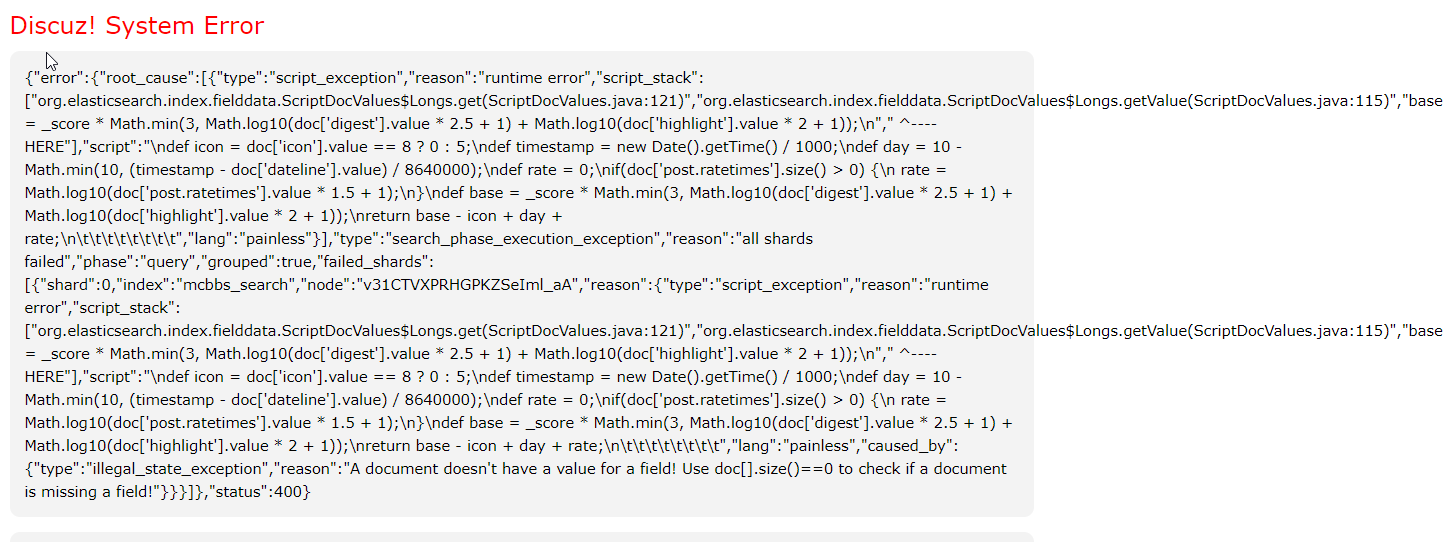 Discuz! System Error
{"error":{"root_cause":[{"type":"script_exception","reason":"runtime error","script_stack":
["org.elasticsearch.index.fielddata.ScriptDocValues$Longs.get(ScriptDocValues.java:121)","org.elasticsearch.index.fielddata.ScriptDocValues$Longs.getValue(ScriptDocValues.java:115)","base
= _score * Math.min(3, Math.log10(doc['digest'].value * 2.5 + 1) + Math.log10(doc['highlight'].value * 2 + 1));\n"," ^----
HERE"],"script":"\ndef icon = doc['icon'].value == 8 ? 0 : 5;\ndef timestamp = new Date().getTime() / 1000;\ndef day = 10 -
Math.min(10, (timestamp - doc['dateline'].value) / 8640000);\ndef rate = 0;\nif(doc['post.ratetimes'].size() > 0) {\n rate =
Math.log10(doc['post.ratetimes'].value * 1.5 + 1);\n}\ndef base = _score * Math.min(3, Math.log10(doc['digest'].value * 2.5 + 1) +
Math.log10(doc['highlight'].value * 2 + 1));\nreturn base - icon + day +
rate;\n\t\t\t\t\t\t\t\t","lang":"painless"}],"type":"search_phase_execution_exception","reason":"all shards
failed","phase":"query","grouped":true,"failed_shards":
[{"shard":0,"index":"mcbbs_search","node":"v31CTVXPRHGPKZSeIml_aA","reason":{"type":"script_exception","reason":"runtime
error","script_stack":
["org.elasticsearch.index.fielddata.ScriptDocValues$Longs.get(ScriptDocValues.java:121)","org.elasticsearch.index.fielddata.ScriptDocValues$Longs.getValue(ScriptDocValues.java:115)","base
= _score * Math.min(3, Math.log10(doc['digest'].value * 2.5 + 1) + Math.log10(doc['highlight'].value * 2 + 1));\n"," ^----
HERE"],"script":"\ndef icon = doc['icon'].value == 8 ? 0 : 5;\ndef timestamp = new Date().getTime() / 1000;\ndef day = 10 -
Math.min(10, (timestamp - doc['dateline'].value) / 8640000);\ndef rate = 0;\nif(doc['post.ratetimes'].size() > 0) {\n rate =
Math.log10(doc['post.ratetimes'].value * 1.5 + 1);\n}\ndef base = _score * Math.min(3, Math.log10(doc['digest'].value * 2.5 + 1) +
Math.log10(doc['highlight'].value * 2 + 1));\nreturn base - icon + day + rate;\n\t\t\t\t\t\t\t\t","lang":"painless","caused_by":
{"type":"illegal_state_exception","reason":"A document doesn't have a value for a field! Use doc[].size()==0 to check if a document
is missing a field!"}}}]},"status":400}